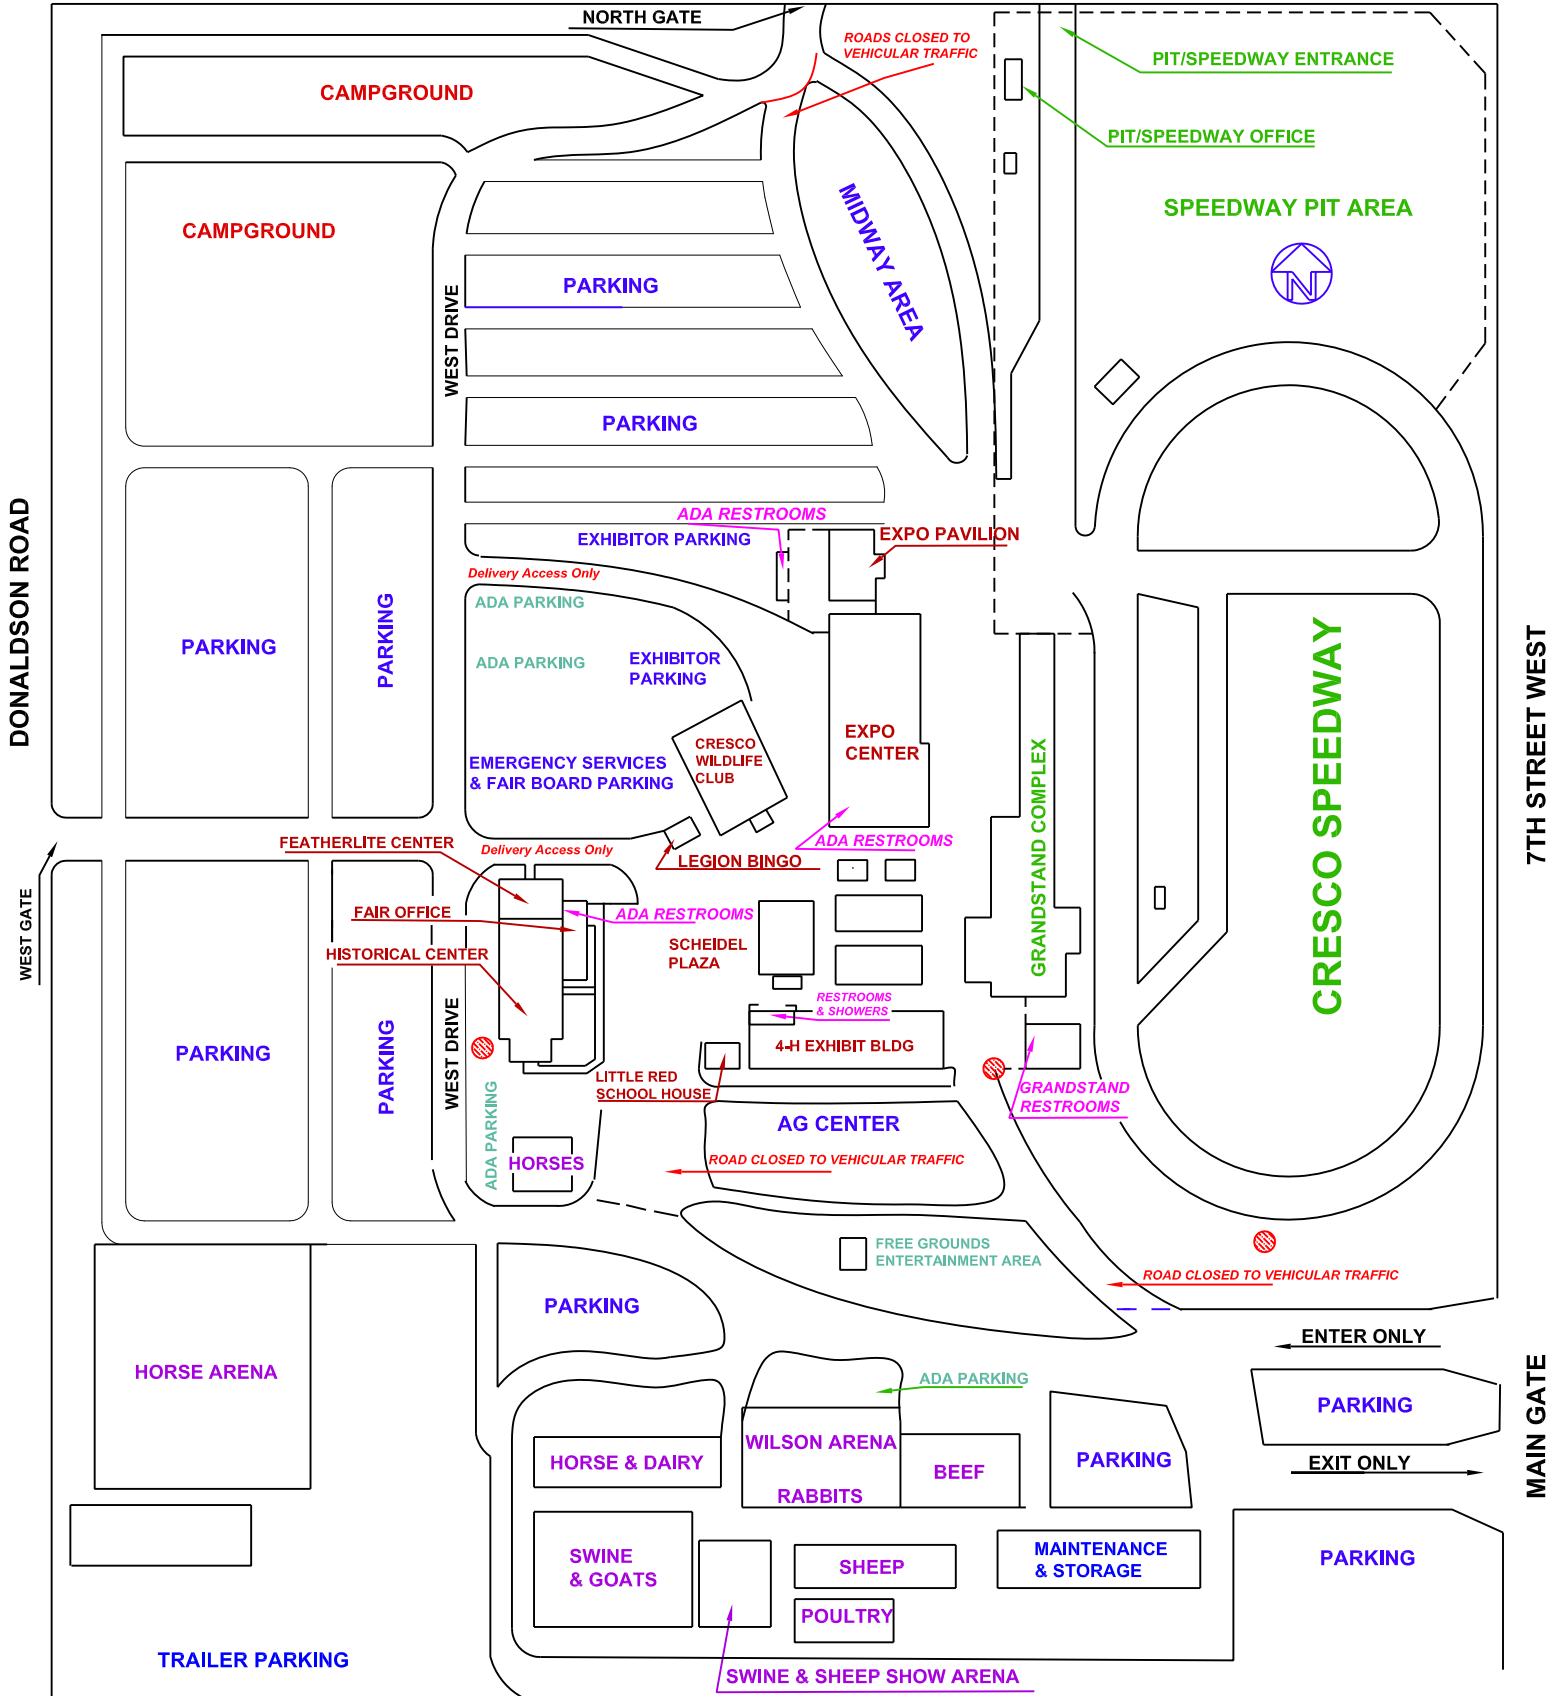 NORTH GATE
ROADS CLOSED TO
VEHICULAR TRAFFIC
PIT/SPEEDWAY ENTRANCE
CAMPGROUND
PIT/SPEEDWAY OFFICE
SPEEDWAY PIT AREA
CAMPGROUND
MIDWAY AREA
N
PARKING
WEST DRIVE
PARKING
ADA RESTROOMS
EXPO PAVILION
EXHIBITOR PARKING
Delivery Access Only
ADA PARKING
DONALDSON ROAD
PARKING
PARKING
ADA PARKING
EXHIBITOR
PARKING
CRESCO SPEEDWAY
7TH STREET WEST
EXPO
CENTER
CRESCO
WILDLIFE
CLUB
EMERGENCY SERVICES
& FAIR BOARD PARKING
GRANDSTAND COMPLEX
FEATHERLITE CENTER
Delivery Access Only
ADA RESTROOMS
LEGION BINGO
WEST GATE
FAIR OFFICE
ADA RESTROOMS
HISTORICAL CENTER
SCHEIDEL
PLAZA
RESTROOMS
& SHOWERS
WEST DRIVE
PARKING
PARKING
4-H EXHIBIT BLDG
LITTLE RED
SCHOOL HOUSE
GRANDSTAND
RESTROOMS
ADA PARKING
AG CENTER
HORSES
ROAD CLOSED TO VEHICULAR TRAFFIC
FREE GROUNDS
ENTERTAINMENT AREA
ROAD CLOSED TO VEHICULAR TRAFFIC
PARKING
ENTER ONLY
HORSE ARENA
ADA PARKING
PARKING
MAIN GATE
WILSON ARENA
HORSE & DAIRY
BEEF
PARKING
EXIT ONLY
RABBITS
SWINE
& GOATS
SHEEP
MAINTENANCE
& STORAGE
PARKING
POULTRY
TRAILER PARKING
SWINE & SHEEP SHOW ARENA